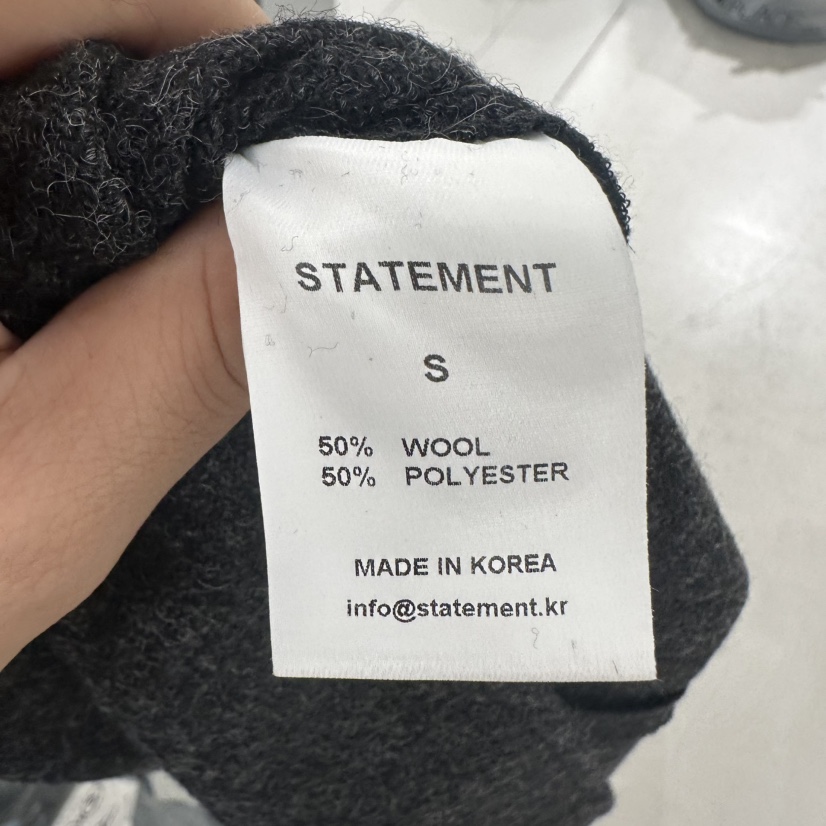 STATEMENT
S
50% WOOL
50% POLYESTER
MADE IN KOREA
info@statement.kr